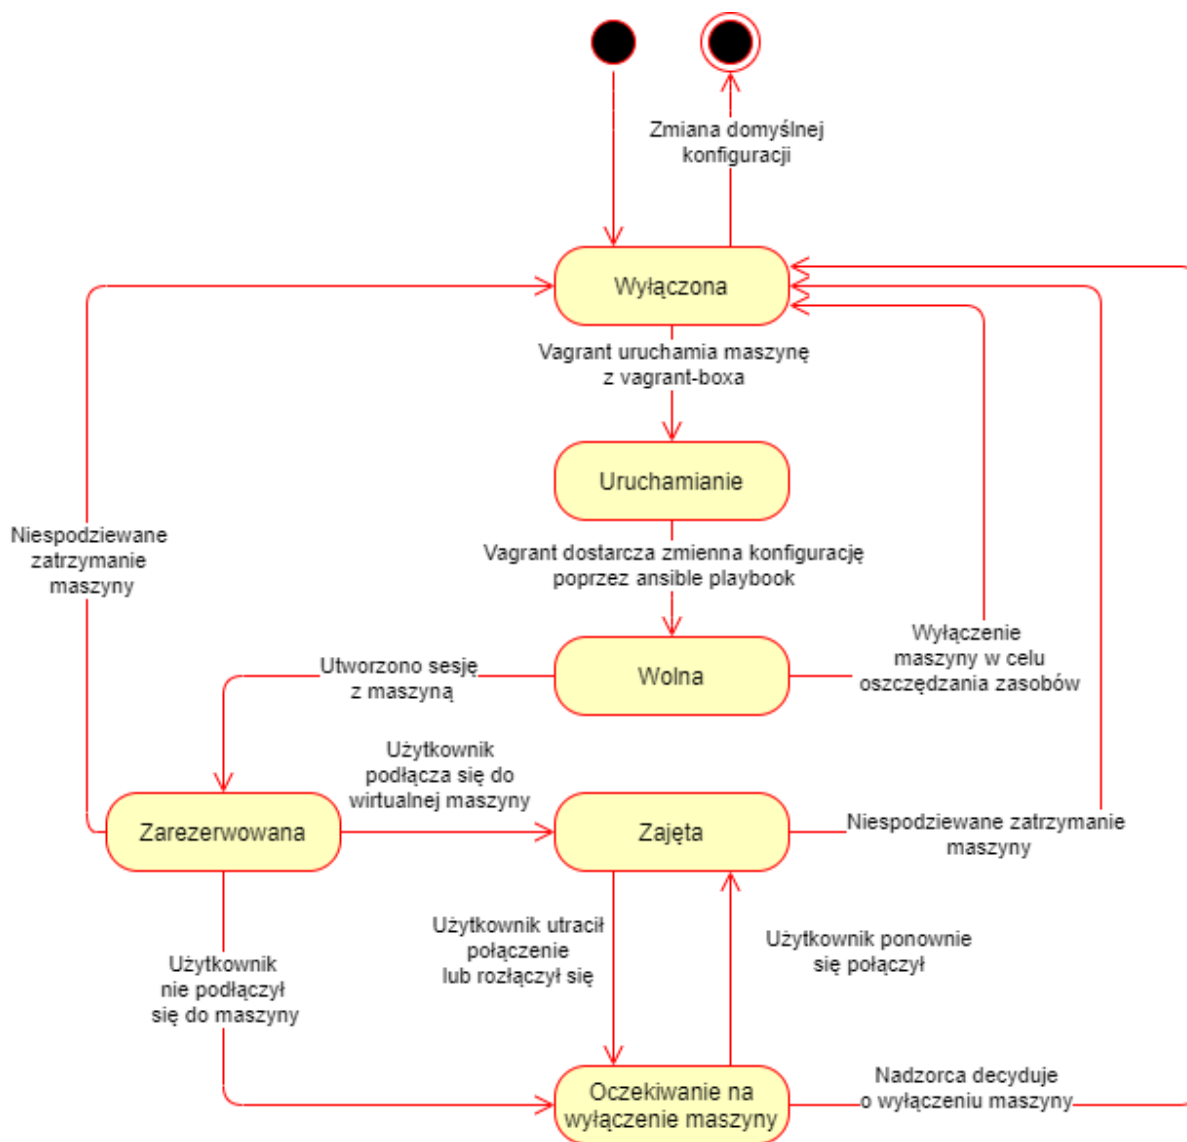 Zmiana domyślnej
konfiguracji
Wyłączona
Vagrant uruchamia maszynę
z vagrant-boxa
Uruchamianie
Niespodziewane
zatrzymanie
maszyny
Vagrant dostarcza zmienna konfigurację
poprzez ansible playbook
Wyłączenie
maszyny w celu
oszczędzania zasobów
Utworzono sesję
z maszyną
Wolna
Użytkownik
podłącza się do
wirtualnej maszyny
Zarezerwowana
Zajęta
Niespodziewane zatrzymanie
maszyny
Użytkownik utracił
połączenie
lub rozłączył się
Użytkownik ponownie
się połączył
Użytkownik
nie podłączył
się do maszyny
Oczekiwanie na
wyłączenie maszyny
Nadzorca decyduje
o wyłączeniu maszyny